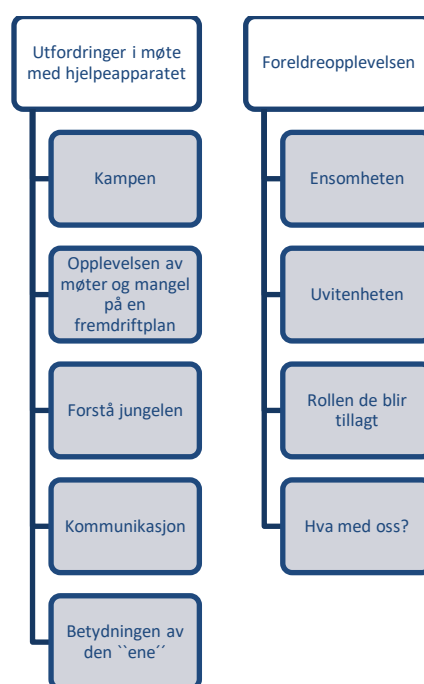 Utfordringer i møte
med hjelpeapparatet
Kampen
Opplevelsen av
møter og mangel
på en
fremdriftplan
Forstå jungelen
Kommunikasjon
Betydningen av
den ``ene´´
Foreldreopplevelsen
Ensomheten
Uvitenheten
Rollen de blir
tillagt
Hva med oss?